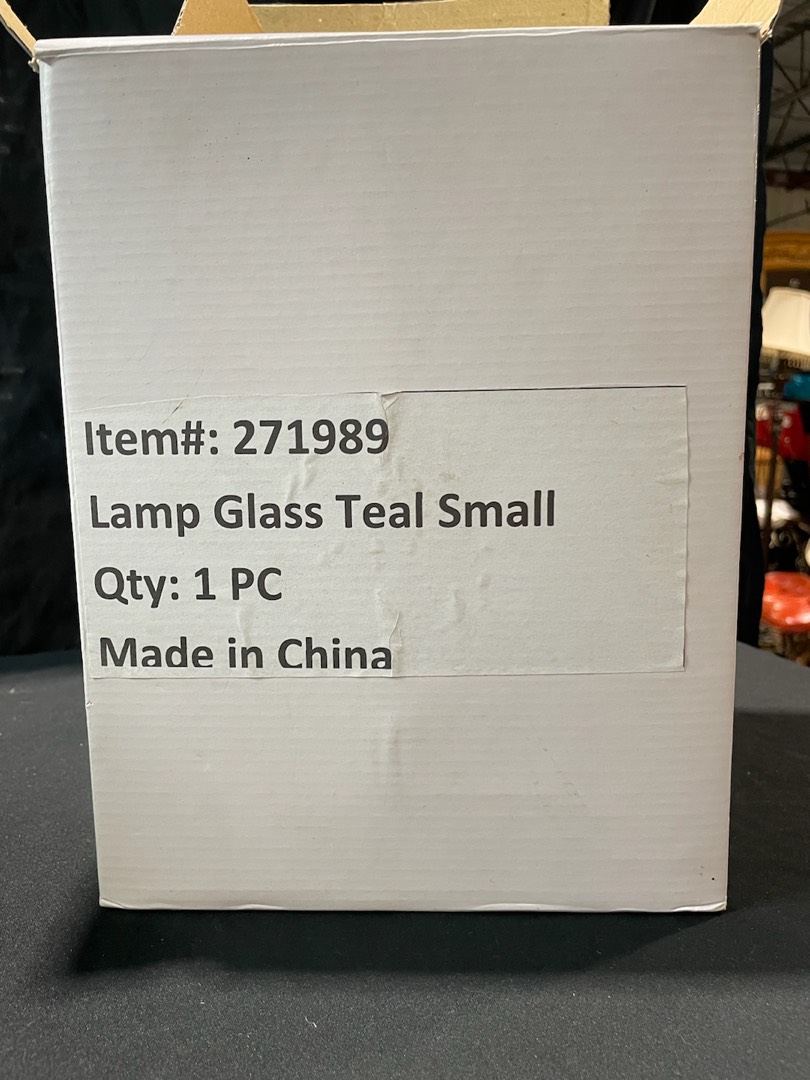 Item#: 271989
Lamp Glass Teal Small
Qty: 1 PC
Made in China